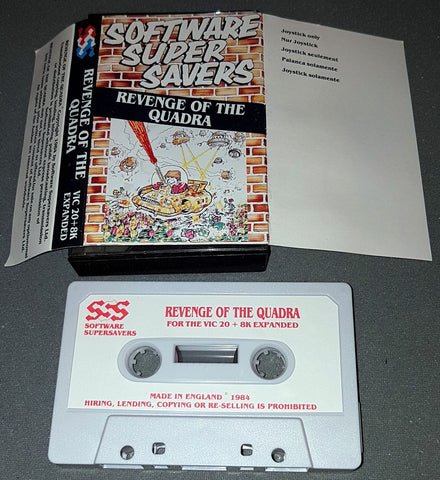 SOFTWARE
SUPER
SAVERS
REVENGE OF THE
QUADRA
SSS
REVENGE OF THE
QUADRA
VIC 20+8K
EXPANDED
Joystick only
Nur Joystick
Joystick seulement
Palanca solamente
Joystick solamente
SSS
SOFTWARE
SUPERSAVERS
REVENGE OF THE QUADRA
FOR THE VIC 20 + 8K EXPANDED
MADE IN ENGLAND © 1984
HIRING, LENDING, COPYING OR RE-SELLING IS PROHIBITED